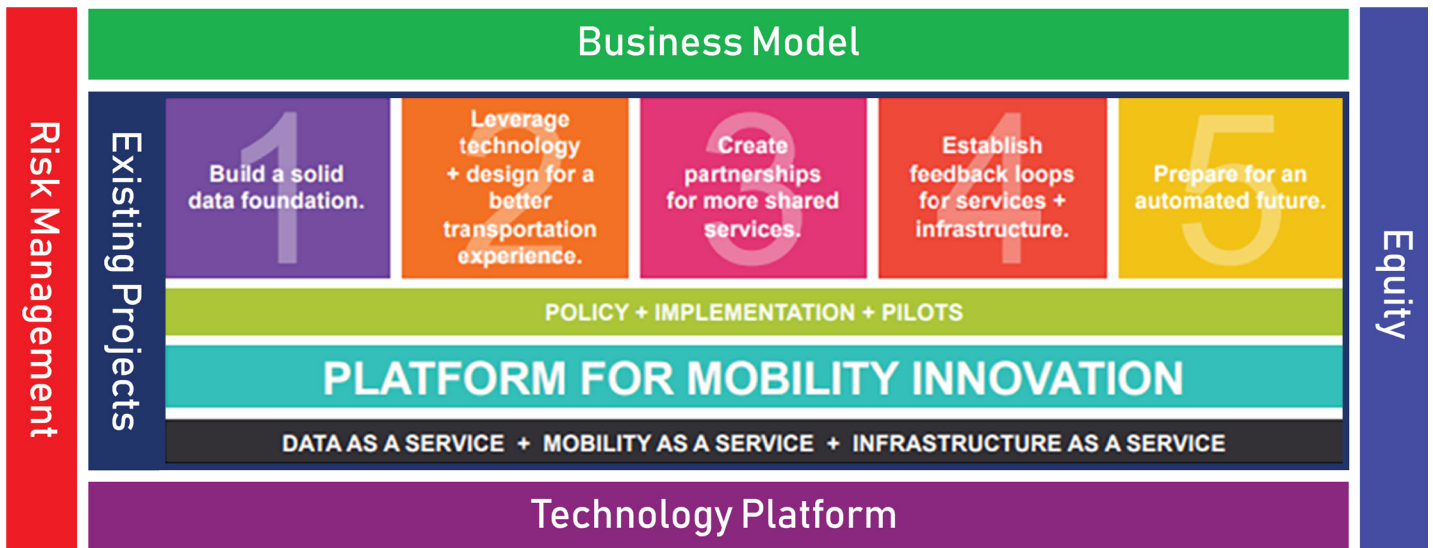 Business Model
Risk Management
Existing Projects
1
Build a solid
data foundation.
2
Leverage
technology
+ design for a
better
transportation
experience.
3
Create
partnerships
for more shared
services.
4
Establish
feedback loops
for services +
infrastructure.
5
Prepare for an
automated future.
POLICY + IMPLEMENTATION + PILOTS
PLATFORM FOR MOBILITY INNOVATION
DATA AS A SERVICE + MOBILITY AS A SERVICE + INFRASTRUCTURE AS A SERVICE
Equity
Technology Platform